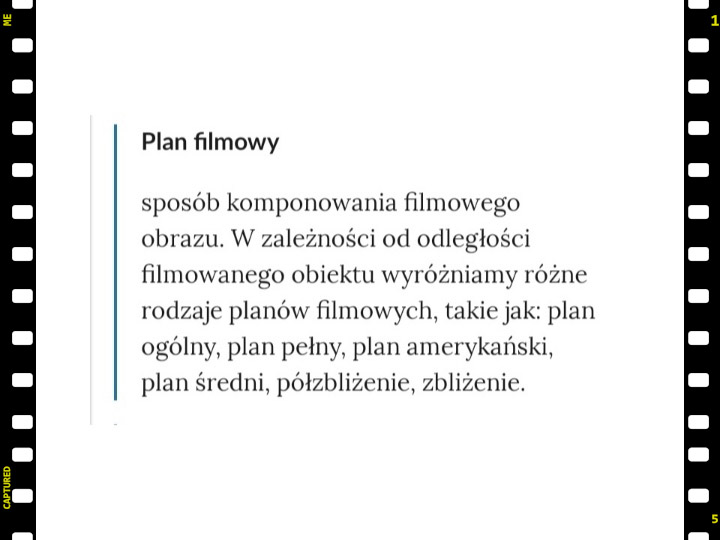 ME
1
Plan filmowy
sposób komponowania filmowego
obrazu. W zależności od odległości
filmowanego obiektu wyróżniamy różne
rodzaje planów filmowych, takie jak: plan
ogólny, plan pełny, plan amerykański,
plan średni, półzbliżenie, zbliżenie.
CAPTURED
5